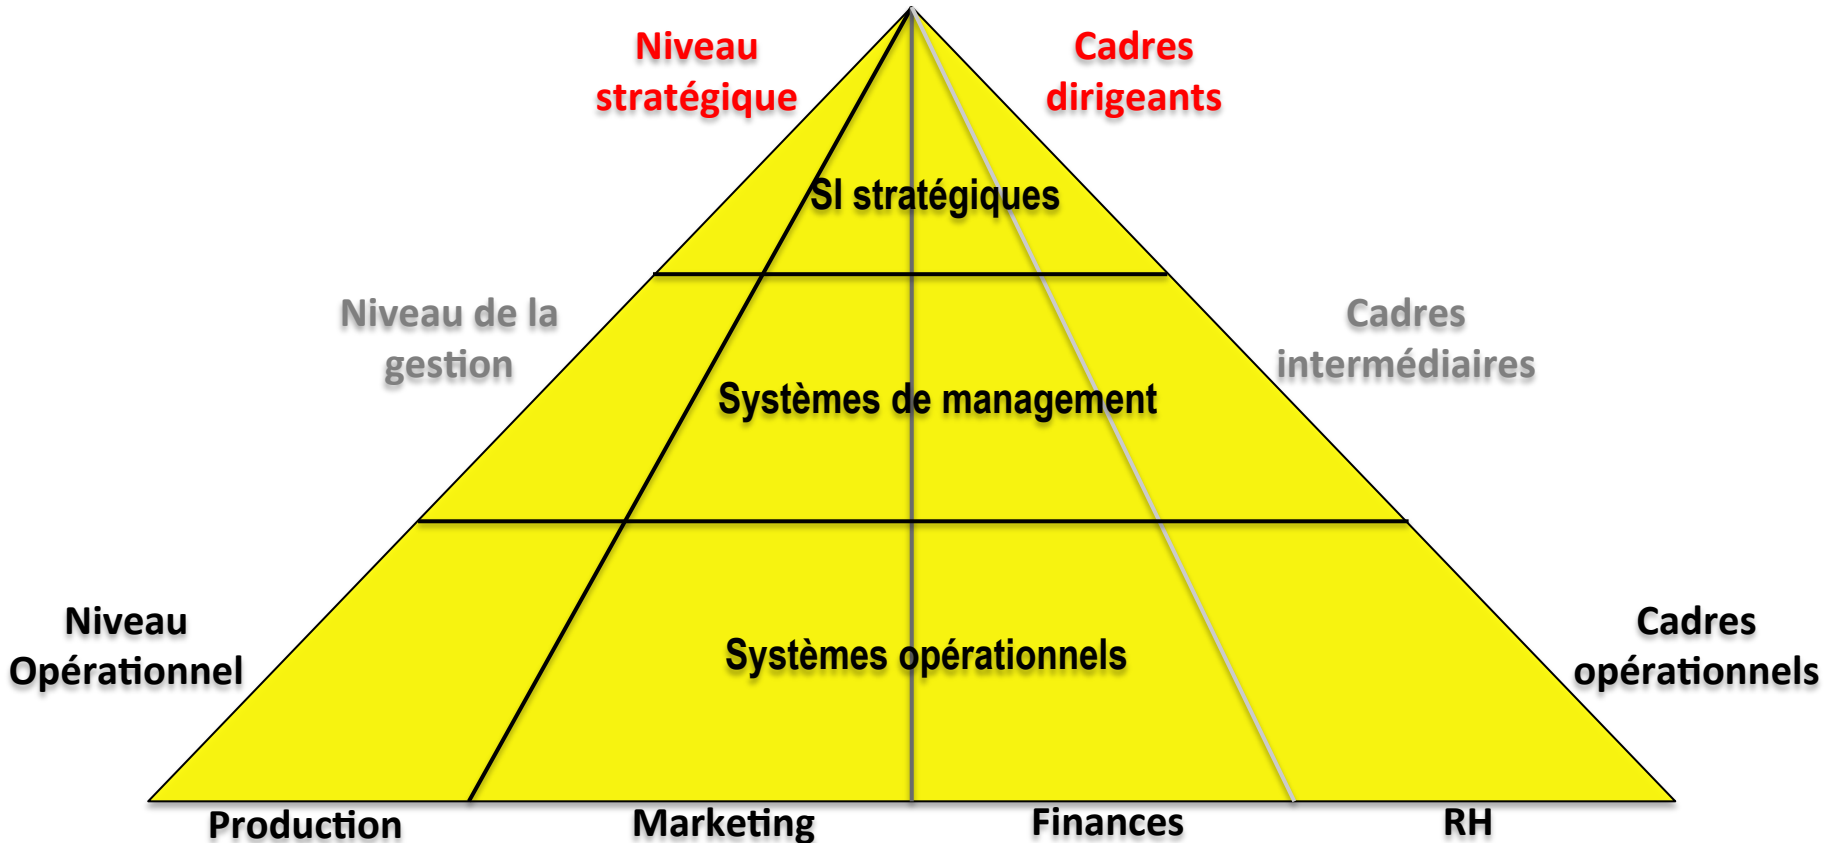 Niveau
stratégique
Cadres
dirigeants
SI stratégiques
Niveau de la
gestion
Cadres
intermédiaires
Systèmes de management
Niveau
Opérationnel
Cadres
opérationnels
Systèmes opérationnels
Production
Marketing
Finances
RH